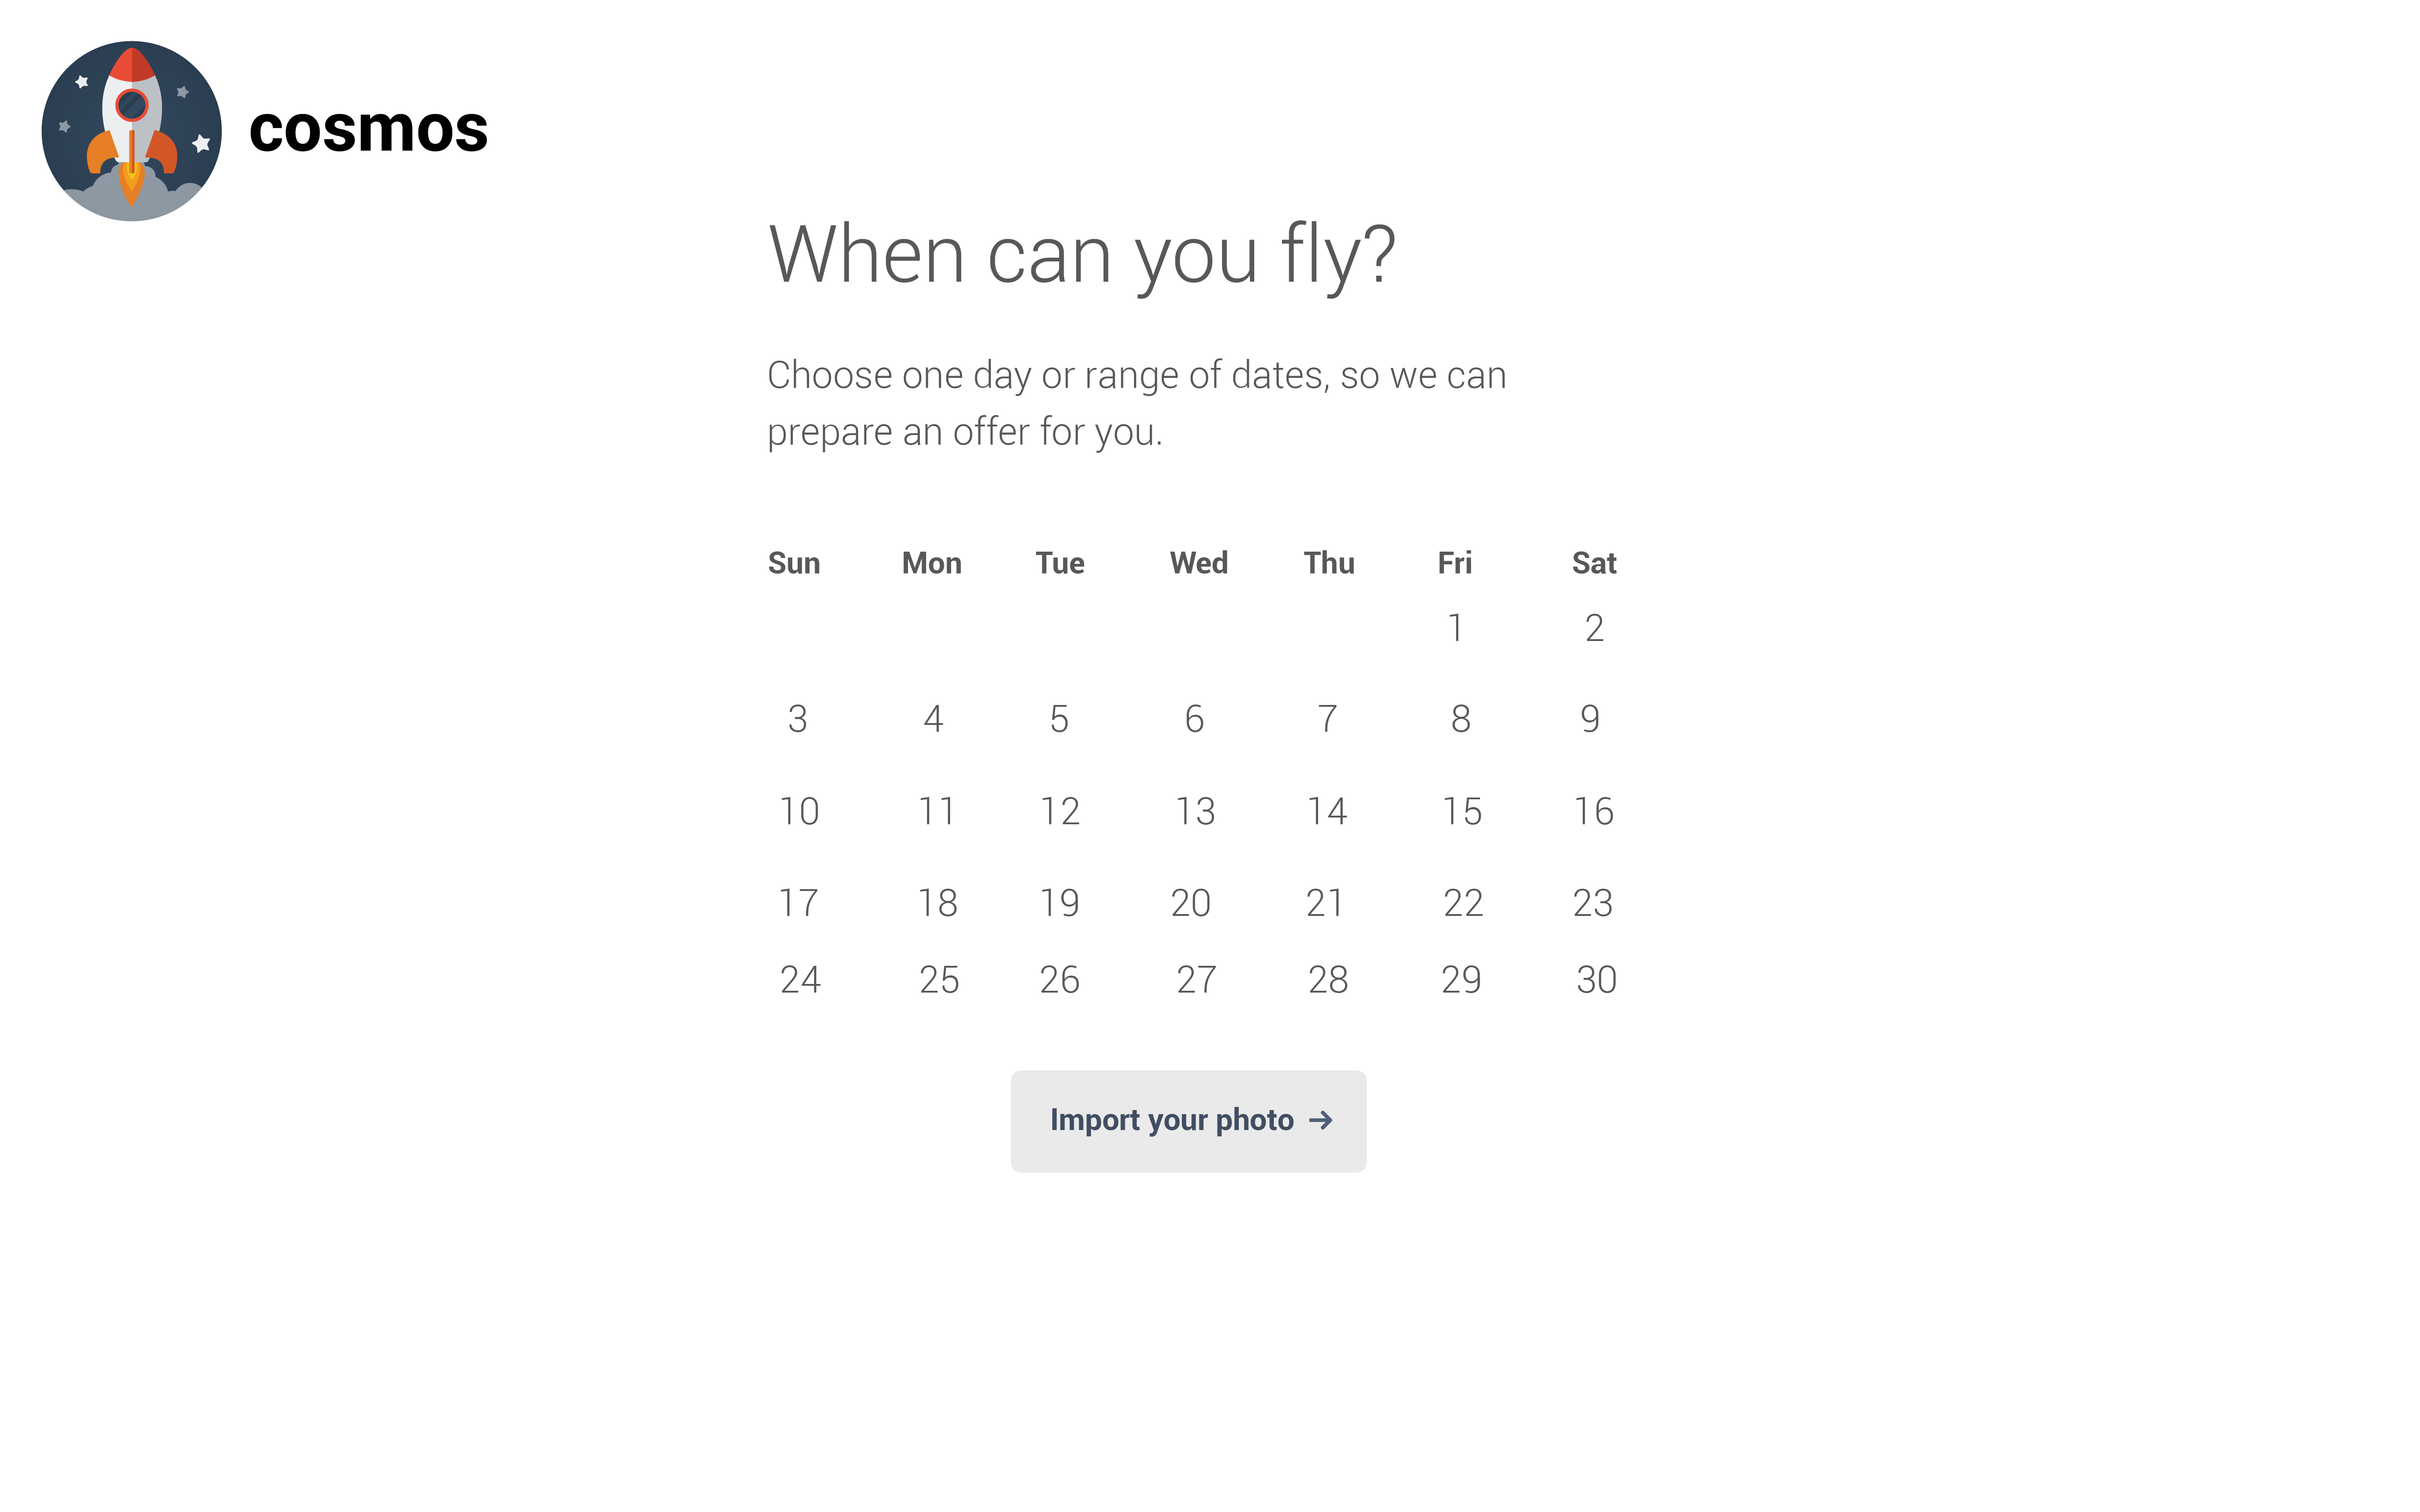 cosmos
When can you fly?
Choose one day or range of dates, so we can
prepare an offer for you.
Sun Mon Tue Wed Thu Fri Sat
1 2
3 4 5 6 7 8 9
10 11 12 13 14 15 16
17 18 19 20 21 22 23
24 25 26 27 28 29 30
Import your photo →